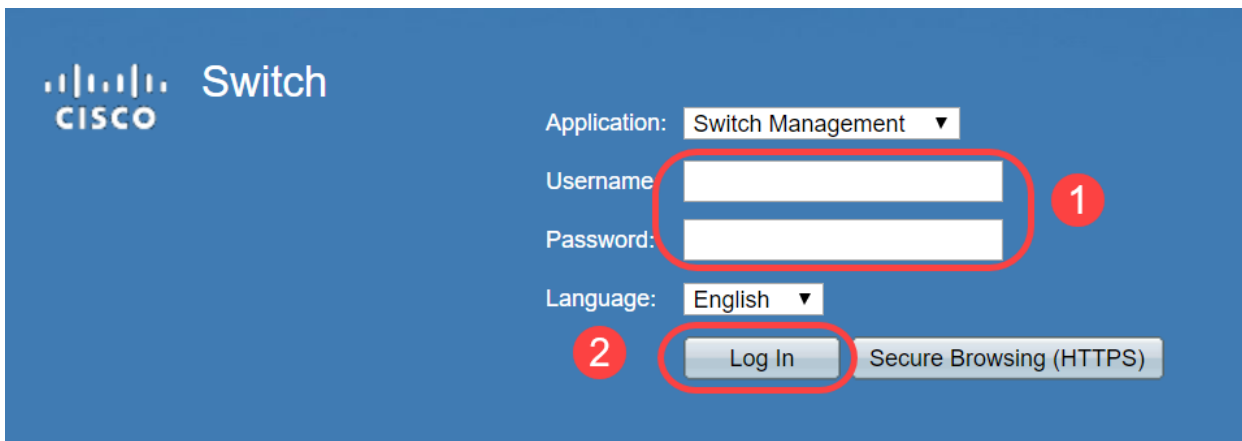 CISCO Switch
Application: Switch Management
Username
1
Password:
Language: English
2 Log In Secure Browsing (HTTPS)